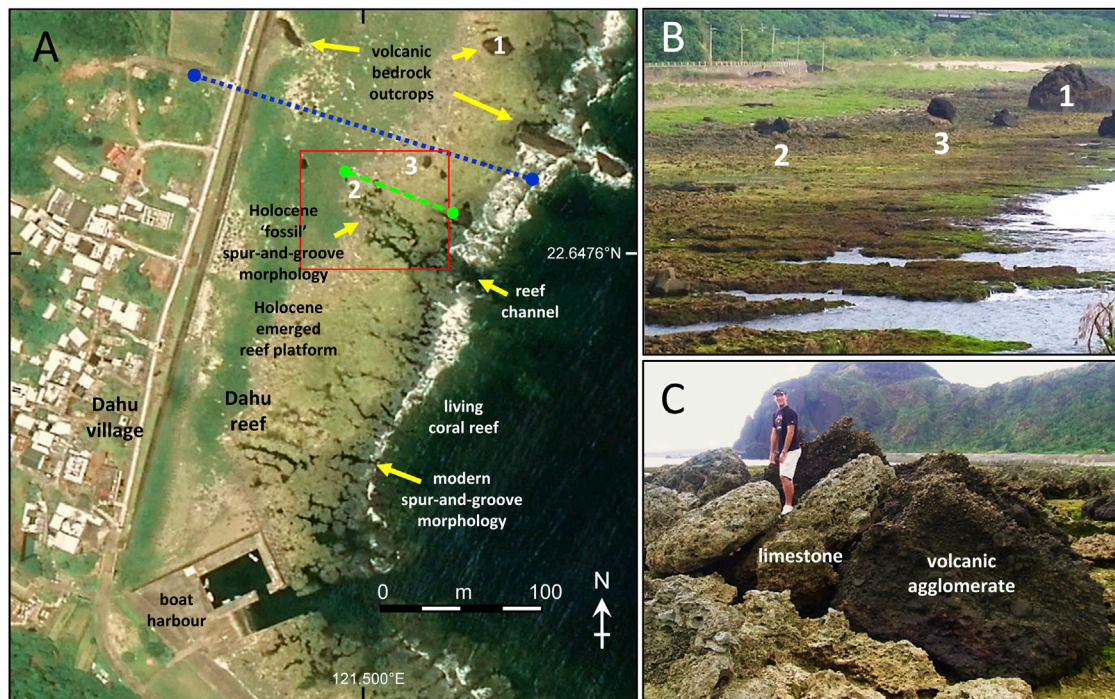 A
volcanic
bedrock
outcrops
1
3
2
Holocene
'fossil'
spur-and-groove
morphology
22.6476°N
reef
channel
Holocene
emerged
reef platform
Dahu
village
Dahu
reef
living
coral reef
modern
spur-and-groove
morphology
boat
harbour
0 m 100
N
121.500°E
B
1
2
3
C
limestone
volcanic
agglomerate